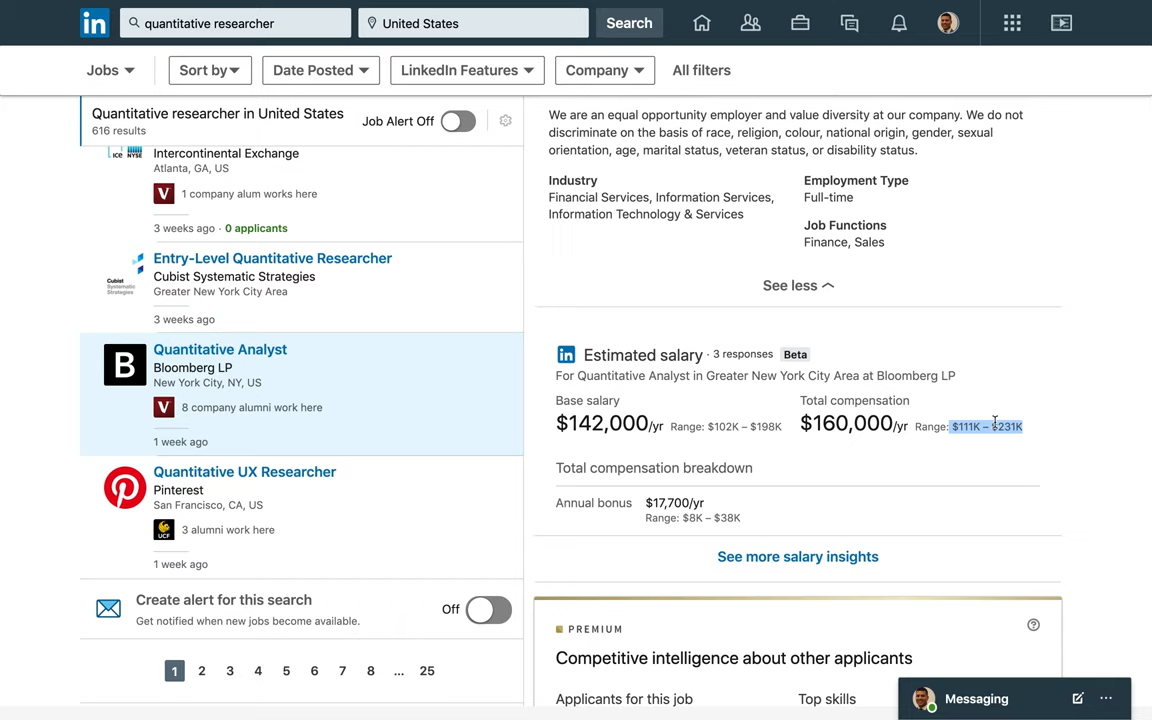 in
quantitative researcher
United States
Search
Jobs
Sort by
Date Posted
LinkedIn Features
Company
All filters
Quantitative researcher in United States
616 results
Job Alert Off
ice NYSE
Intercontinental Exchange
Atlanta, GA, US
V
1 company alum works here
3 weeks ago · 0 applicants
Entry-Level Quantitative Researcher
Cubist Systematic Strategies
Greater New York City Area
Cubist
Systematic
Strategies
3 weeks ago
B
Quantitative Analyst
Bloomberg LP
New York City, NY, US
V
8 company alumni work here
1 week ago
Quantitative UX Researcher
Pinterest
San Francisco, CA, US
UCF
3 alumni work here
1 week ago
Create alert for this search
Get notified when new jobs become available.
Off
1 2 3 4 5 6 7 8 ... 25
We are an equal opportunity employer and value diversity at our company. We do not
discriminate on the basis of race, religion, colour, national origin, gender, sexual
orientation, age, marital status, veteran status, or disability status.
Industry
Financial Services, Information Services,
Information Technology & Services
Employment Type
Full-time
Job Functions
Finance, Sales
See less
in Estimated salary · 3 responses Beta
For Quantitative Analyst in Greater New York City Area at Bloomberg LP
Base salary
$142,000/yr Range: $102K – $198K
Total compensation
$160,000/yr Range: $111K – $231K
Total compensation breakdown
Annual bonus $17,700/yr
Range: $8K – $38K
See more salary insights
PREMIUM
Competitive intelligence about other applicants
Applicants for this job
Top skills
Messaging